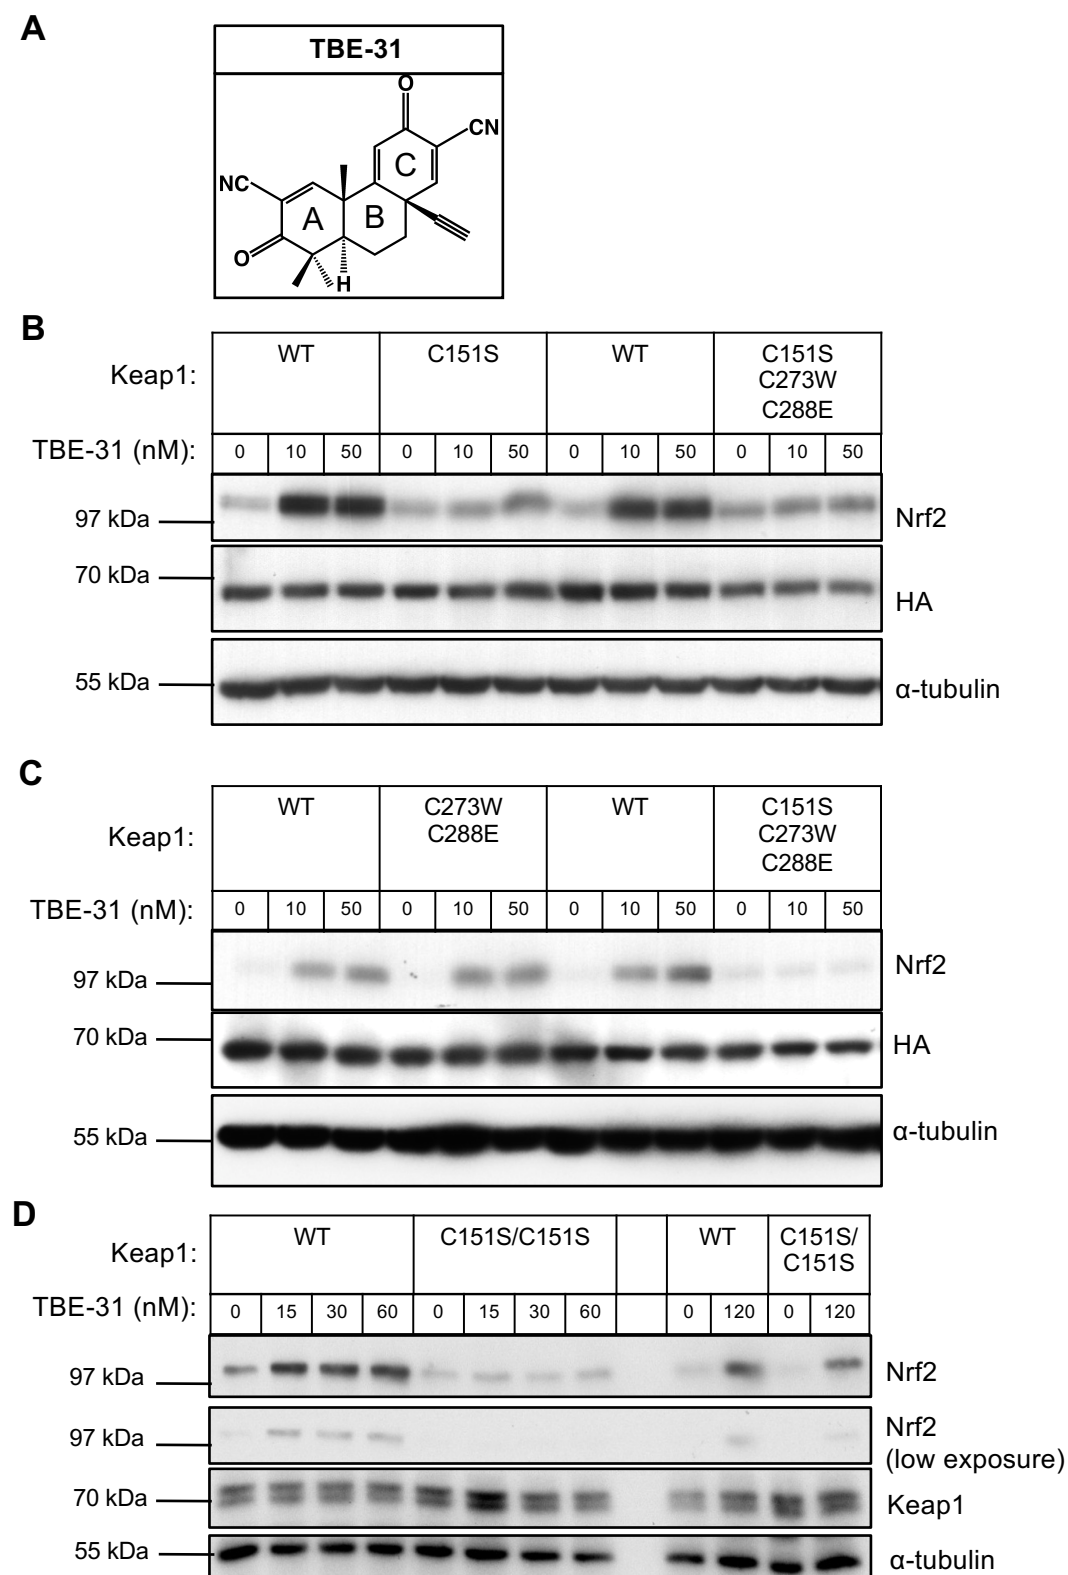 A
TBE-31
O
CN
C
NC
A
B
O
H
B
Keap1:
WT
C151S
WT
C151S
C273W
C288E
TBE-31 (nM):
0 10 50 0 10 50 0 10 50 0 10 50
97 kDa
Nrf2
70 kDa
HA
55 kDa
α-tubulin
C
Keap1:
WT
C273W
C288E
WT
C151S
C273W
C288E
TBE-31 (nM):
0 10 50 0 10 50 0 10 50 0 10 50
97 kDa
Nrf2
70 kDa
HA
55 kDa
α-tubulin
D
Keap1:
WT
C151S/C151S
WT
C151S/
C151S
TBE-31 (nM):
0 15 30 60 0 15 30 60 0 120 0 120
97 kDa
Nrf2
97 kDa
Nrf2
(low exposure)
70 kDa
Keap1
55 kDa
α-tubulin